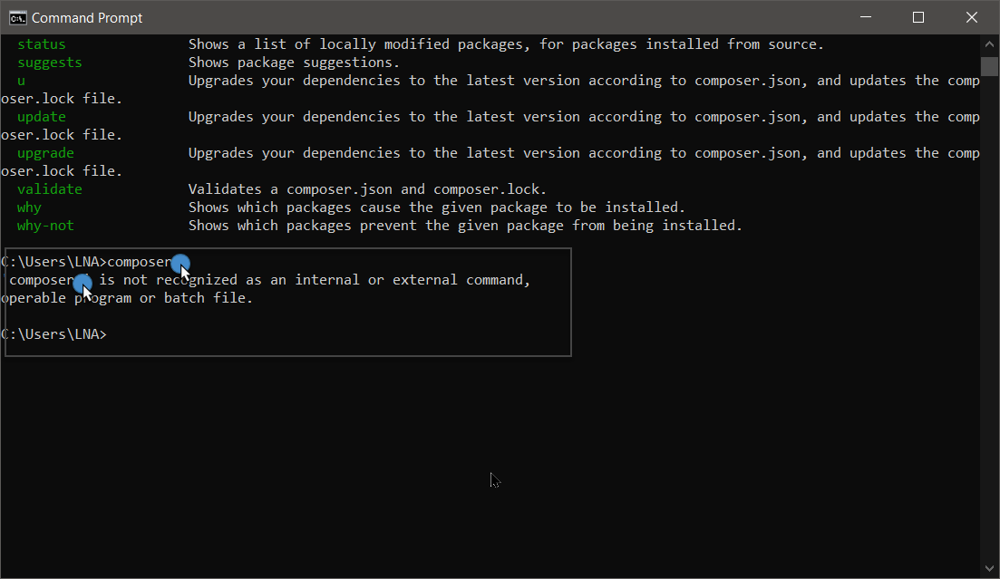 Command Prompt
status Shows a list of locally modified packages, for packages installed from source.
suggests Shows package suggestions.
u Upgrades your dependencies to the latest version according to composer.json, and updates the comp
oser.lock file.
update Upgrades your dependencies to the latest version according to composer.json, and updates the comp
oser.lock file.
upgrade Upgrades your dependencies to the latest version according to composer.json, and updates the comp
oser.lock file.
validate Validates a composer.json and composer.lock.
why Shows which packages cause the given package to be installed.
why-not Shows which packages prevent the given package from being installed.
C:\Users\LNA>composer
composer is not recognized as an internal or external command,
operable program or batch file.
C:\Users\LNA>